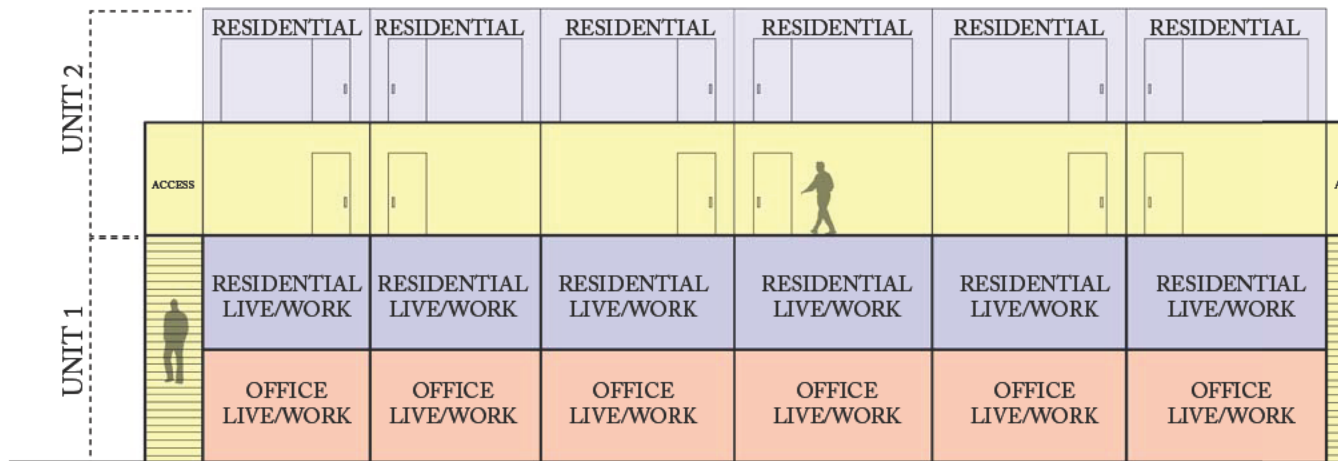 UNIT 2
RESIDENTIAL RESIDENTIAL RESIDENTIAL RESIDENTIAL RESIDENTIAL RESIDENTIAL
ACCESS
UNIT 1
RESIDENTIAL RESIDENTIAL RESIDENTIAL RESIDENTIAL RESIDENTIAL RESIDENTIAL
LIVE/WORK LIVE/WORK LIVE/WORK LIVE/WORK LIVE/WORK LIVE/WORK
OFFICE OFFICE OFFICE OFFICE OFFICE OFFICE
LIVE/WORK LIVE/WORK LIVE/WORK LIVE/WORK LIVE/WORK LIVE/WORK